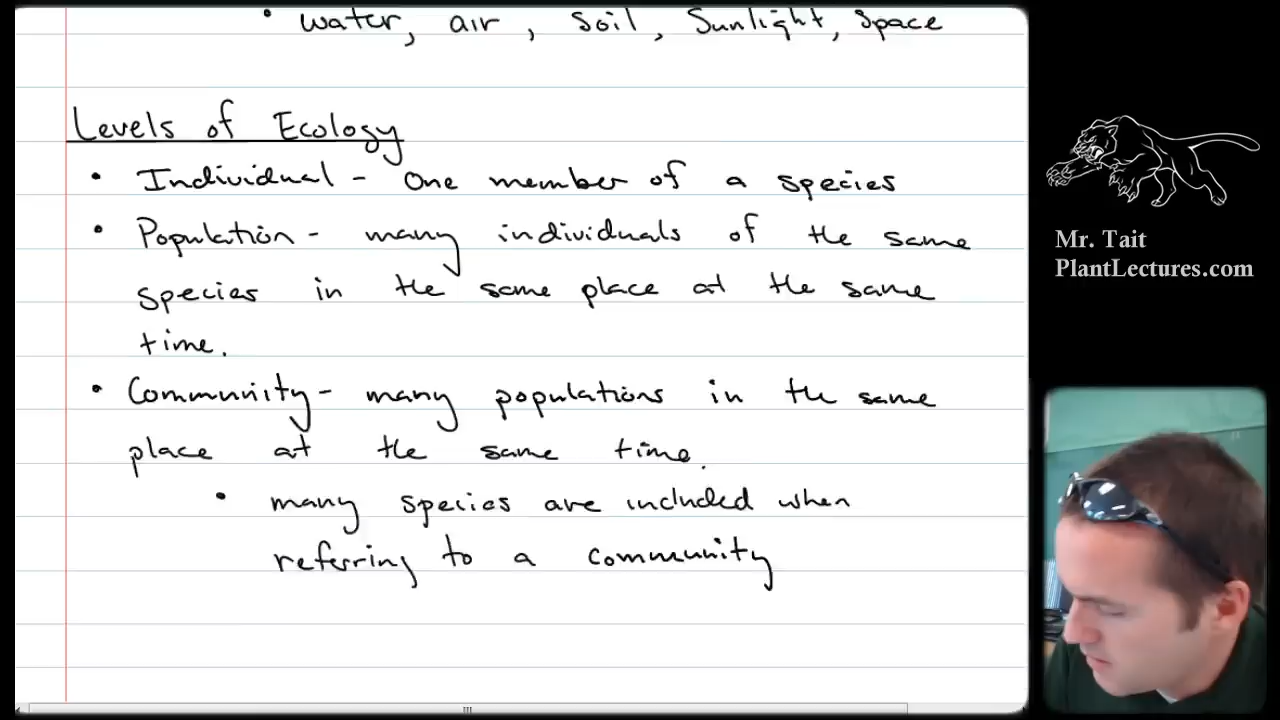 • water, air, Soil, Sunlight, Space
Levels of Ecology
• Individual - One member of a species
• Population - many individuals of the same
species in the same place at the same
time.
• Community - many populations in the same
place at the same time.
• many species are included when
referring to a community
Mr. Tait
PlantLectures.com